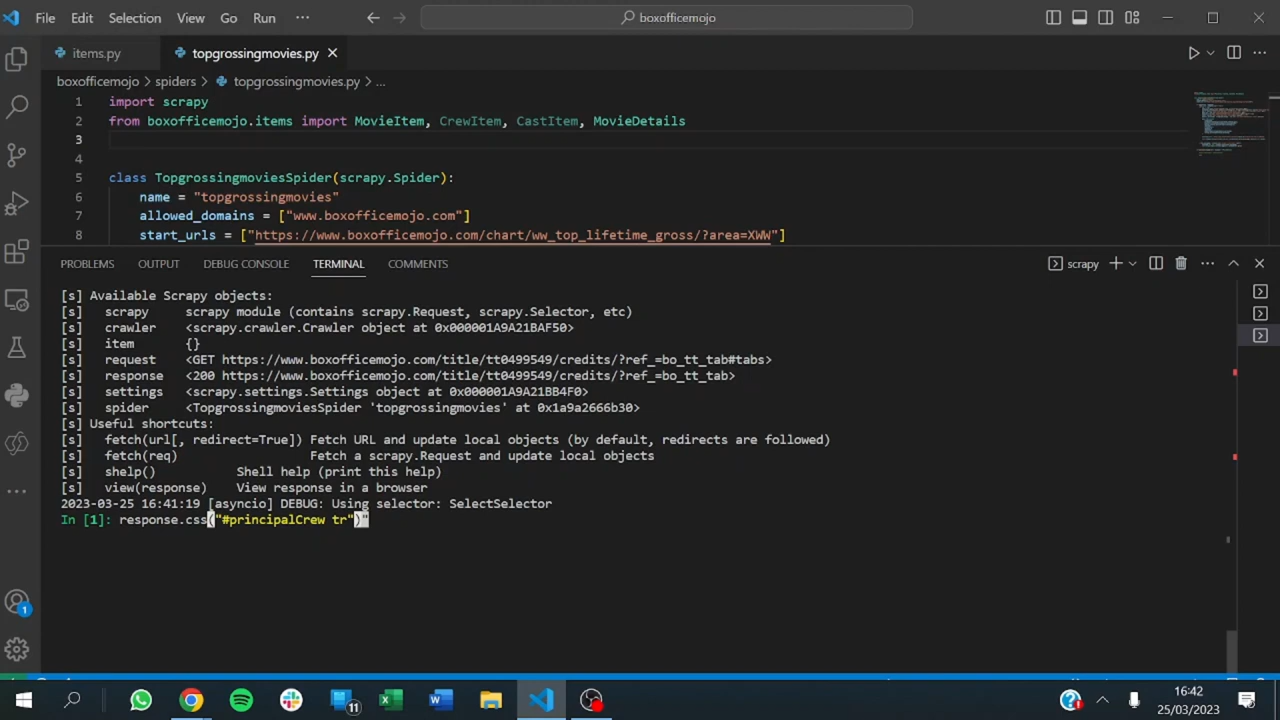 File Edit Selection View Go Run ··· boxofficemojo
items.py topgrossingmovies.py
boxofficemojo > spiders > topgrossingmovies.py > ...
1 import scrapy
2 from boxofficemojo.items import MovieItem, CrewItem, CastItem, MovieDetails
3
4
5 class TopgrossingmoviesSpider(scrapy.Spider):
6 name = "topgrossingmovies"
7 allowed_domains = ["www.boxofficemojo.com"]
8 start_urls = ["https://www.boxofficemojo.com/chart/ww_top_lifetime_gross/?area=XWW"]
PROBLEMS OUTPUT DEBUG CONSOLE TERMINAL COMMENTS scrapy
[s] Available Scrapy objects:
[s] scrapy scrapy module (contains scrapy.Request, scrapy.Selector, etc)
[s] crawler <scrapy.crawler.Crawler object at 0x000001A9A21BAF50>
[s] item {}
[s] request <GET https://www.boxofficemojo.com/title/tt0499549/credits/?ref_=bo_tt_tab#tabs>
[s] response <200 https://www.boxofficemojo.com/title/tt0499549/credits/?ref_=bo_tt_tab>
[s] settings <scrapy.settings.Settings object at 0x000001A9A21BB4F0>
[s] spider <TopgrossingmoviesSpider 'topgrossingmovies' at 0x1a9a2666b30>
[s] Useful shortcuts:
[s] fetch(url[, redirect=True]) Fetch URL and update local objects (by default, redirects are followed)
[s] fetch(req) Fetch a scrapy.Request and update local objects
[s] shelp() Shell help (print this help)
[s] view(response) View response in a browser
2023-03-25 16:41:19 [asyncio] DEBUG: Using selector: SelectSelector
In [1]: response.css("#principalCrew tr")"
1
11
16:42
25/03/2023